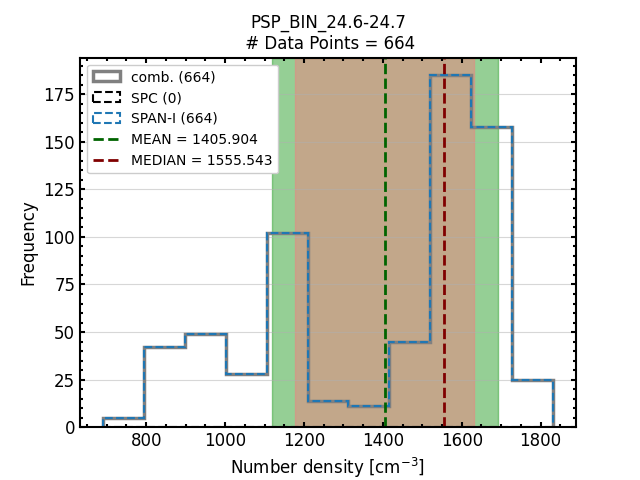 PSP_BIN_24.6-24.7
# Data Points = 664
comb. (664)
SPC (0)
SPAN-I (664)
MEAN = 1405.904
MEDIAN = 1555.543
Frequency
175
150
125
100
75
50
25
0
800 1000 1200 1400 1600 1800
Number density [cm⁻³]